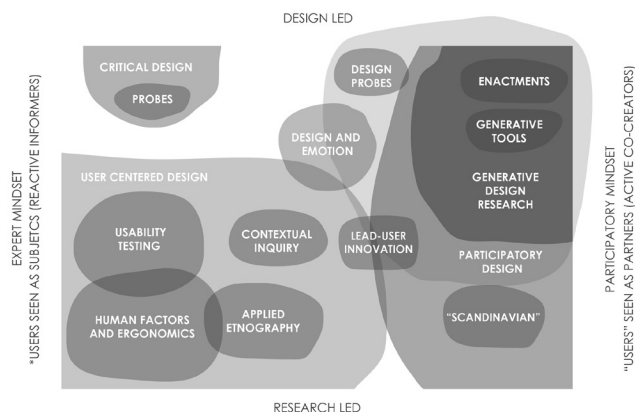 DESIGN LED
CRITICAL DESIGN
PROBES
DESIGN
PROBES
ENACTMENTS
GENERATIVE
TOOLS
DESIGN AND
EMOTION
GENERATIVE
DESIGN
RESEARCH
USER CENTERED DESIGN
USABILITY
TESTING
CONTEXTUAL
INQUIRY
LEAD-USER
INNOVATION
PARTICIPATORY
DESIGN
HUMAN FACTORS
AND ERGONOMICS
APPLIED
ETNOGRAPHY
"SCANDINAVIAN"
RESEARCH LED
EXPERT MINDSET
*USERS SEEN AS SUBJETCS (REACTIVE INFORMERS)
PARTICIPATORY MINDSET
"USERS" SEEN AS PARTNERS (ACTIVE CO-CREATORS)